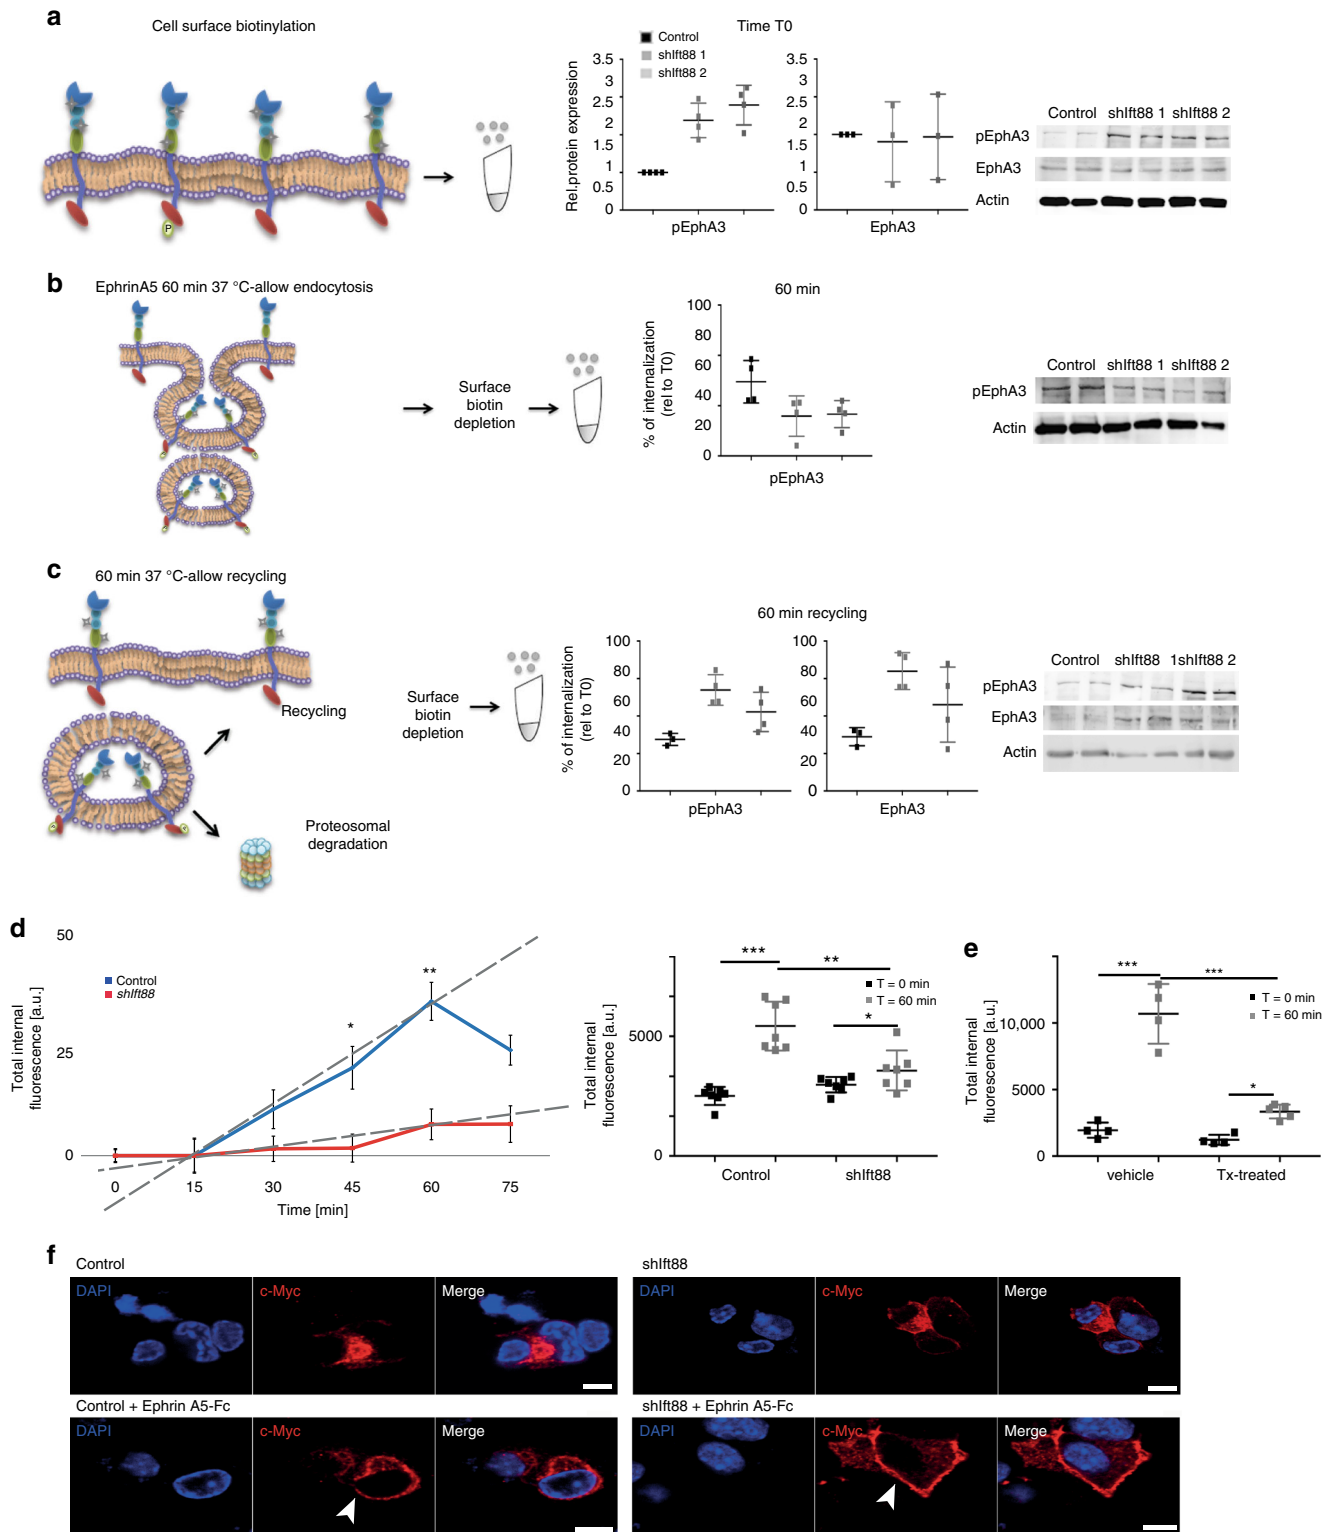 a
Cell surface biotinylation
Time T0
Control
shIft88 1
shIft88 2
Rel.protein expression
3.5
3
2.5
2
1.5
1
0.5
0
pEphA3
3.5
3
2.5
2
1.5
1
0.5
0
EphA3
Control shIft88 1 shIft88 2
pEphA3
EphA3
Actin
P
b
EphrinA5 60 min 37 °C-allow endocytosis
Surface
biotin
depletion
60 min
% of internalization
(rel to T0)
100
80
60
40
20
0
pEphA3
Control shIft88 1 shIft88 2
pEphA3
Actin
c
60 min 37 °C-allow recycling
Recycling
Proteosomal
degradation
Surface
biotin
depletion
60 min recycling
% of internalization
(rel to T0)
100
80
60
40
20
0
pEphA3
100
80
60
40
20
0
EphA3
Control shIft88 1shIft88 2
pEphA3
EphA3
Actin
d
Total internal
fluorescence [a.u.]
50
25
0
Control
shIft88
*
**
0 15 30 45 60 75
Time [min]
Total internal
fluorescence [a.u.]
5000
0
***
**
*
T = 0 min
T = 60 min
Control shIft88
e
Total internal
fluorescence [a.u.]
10,000
5000
0
***
***
*
T = 0 min
T = 60 min
vehicle Tx-treated
f
Control
DAPI c-Myc Merge
shIft88
DAPI c-Myc Merge
Control + Ephrin A5-Fc
DAPI c-Myc Merge
shIft88 + Ephrin A5-Fc
DAPI c-Myc Merge